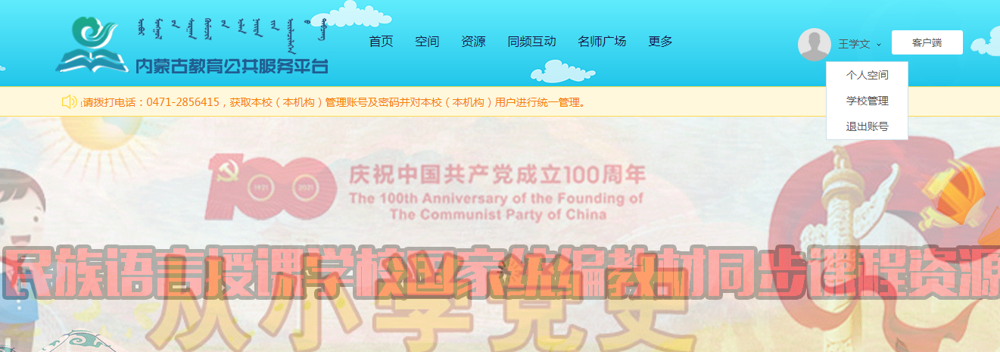 内蒙古教育公共服务平台
首页 空间 资源 同频互动 名师广场 更多
王学文
客户端
个人空间
学校管理
退出账号
请拨打电话：0471-2856415，获取本校（本机构）管理账号及密码并对本校（本机构）用户进行统一管理。
100
1921 2021
庆祝中国共产党成立100周年
The 100th Anniversary of the Founding of
The Communist Party of China
民族语言授课学校国家统编教材同步课程资源
从小学党史